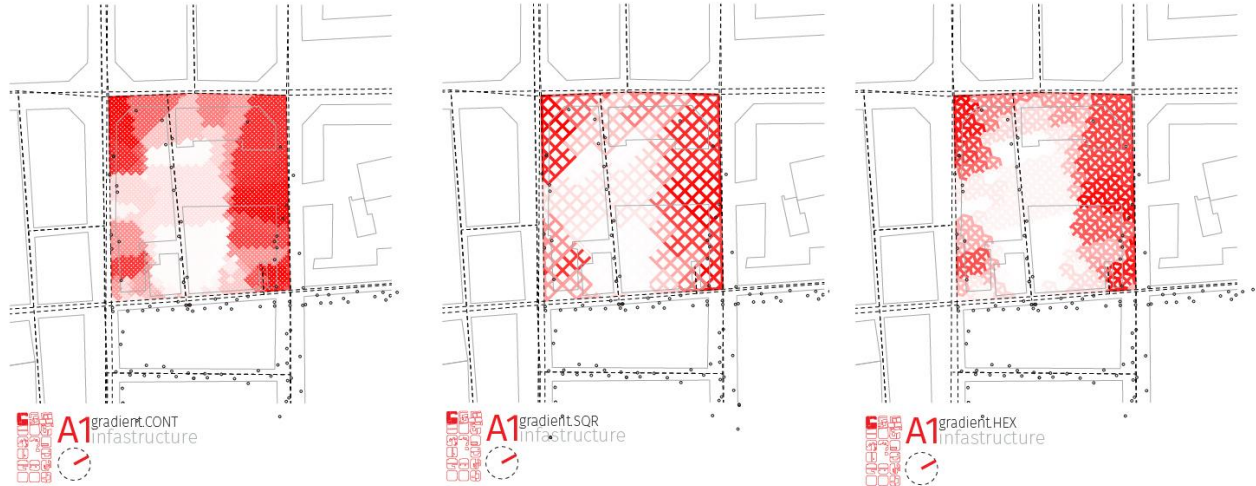 A1 gradient.CONT
infastructure
A1 gradient.SQR
infastructure
A1 gradient.HEX
infastructure